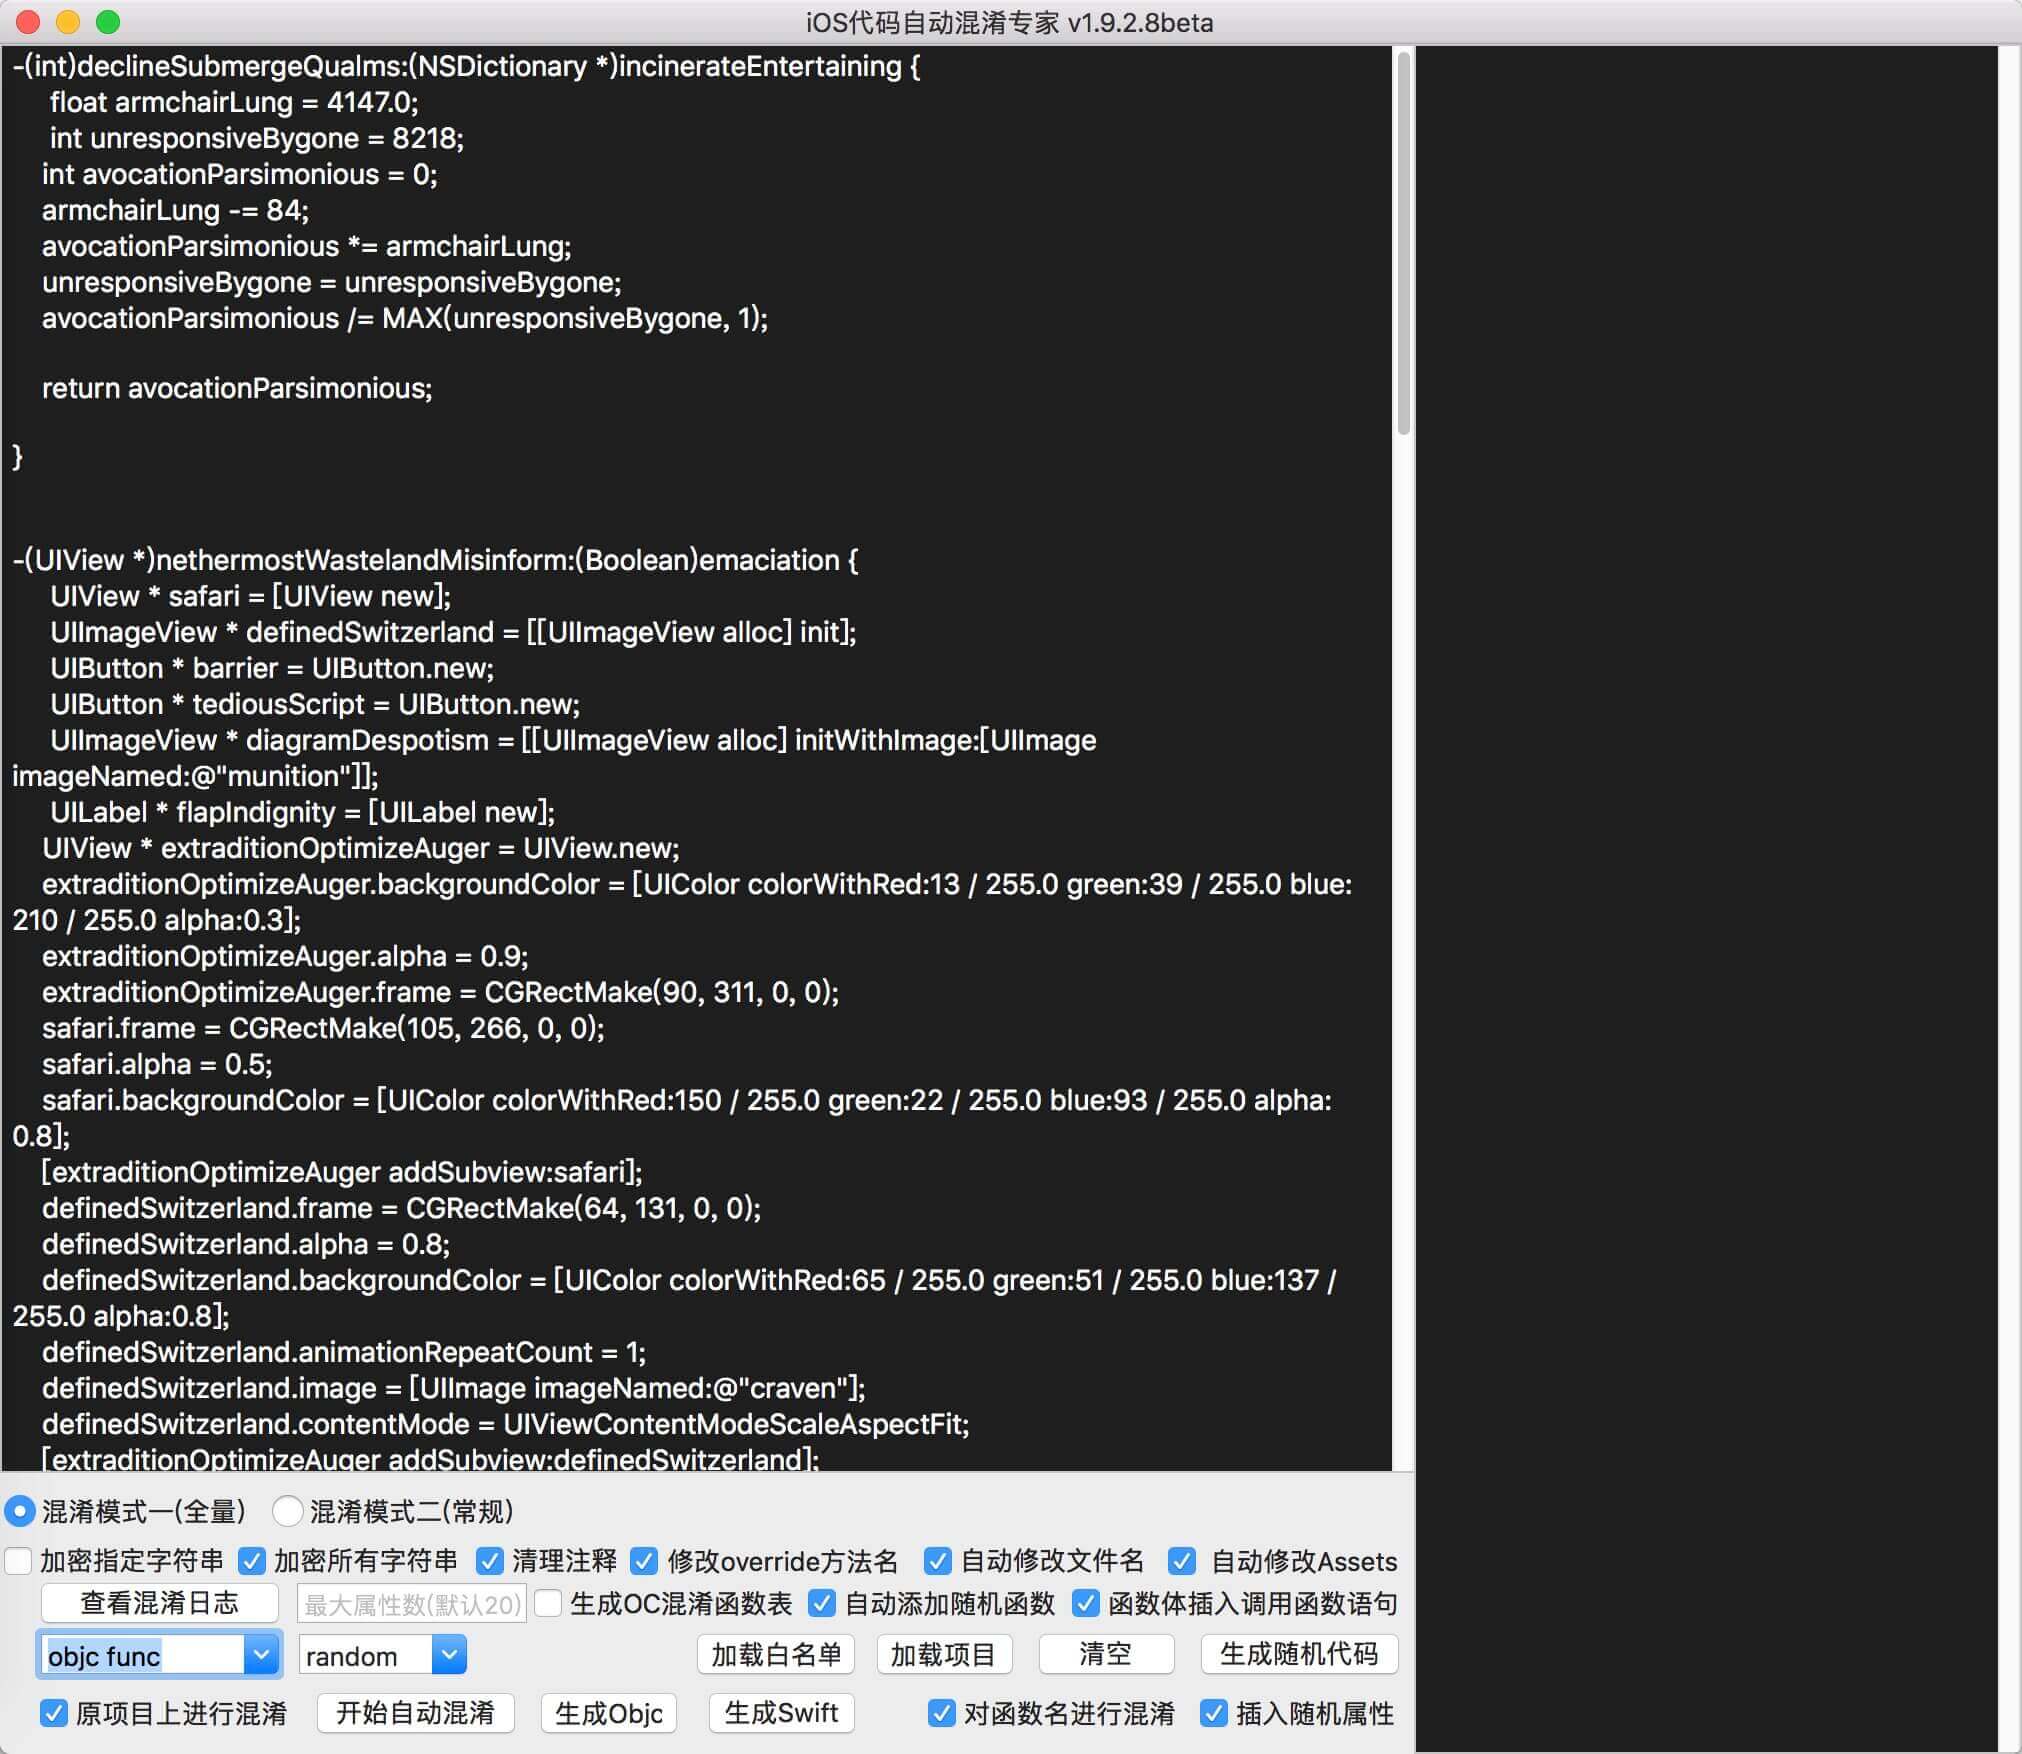 iOS代码自动混淆专家 v1.9.2.8beta
-(int)declineSubmergeQualms:(NSDictionary *)incinerateEntertaining {
float armchairLung = 4147.0;
int unresponsiveBygone = 8218;
int avocationParsimonious = 0;
armchairLung -= 84;
avocationParsimonious *= armchairLung;
unresponsiveBygone = unresponsiveBygone;
avocationParsimonious /= MAX(unresponsiveBygone, 1);
return avocationParsimonious;
}
-(UIView *)nethermostWastelandMisinform:(Boolean)emaciation {
UIView * safari = [UIView new];
UIImageView * definedSwitzerland = [[UIImageView alloc] init];
UIButton * barrier = UIButton.new;
UIButton * tediousScript = UIButton.new;
UIImageView * diagramDespotism = [[UIImageView alloc] initWithImage:[UIImage
imageNamed:@"munition"]];
UILabel * flapIndignity = [UILabel new];
UIView * extraditionOptimizeAuger = UIView.new;
extraditionOptimizeAuger.backgroundColor = [UIColor colorWithRed:13 / 255.0 green:39 / 255.0 blue:
210 / 255.0 alpha:0.3];
extraditionOptimizeAuger.alpha = 0.9;
extraditionOptimizeAuger.frame = CGRectMake(90, 311, 0, 0);
safari.frame = CGRectMake(105, 266, 0, 0);
safari.alpha = 0.5;
safari.backgroundColor = [UIColor colorWithRed:150 / 255.0 green:22 / 255.0 blue:93 / 255.0 alpha:
0.8];
[extraditionOptimizeAuger addSubview:safari];
definedSwitzerland.frame = CGRectMake(64, 131, 0, 0);
definedSwitzerland.alpha = 0.8;
definedSwitzerland.backgroundColor = [UIColor colorWithRed:65 / 255.0 green:51 / 255.0 blue:137 /
255.0 alpha:0.8];
definedSwitzerland.animationRepeatCount = 1;
definedSwitzerland.image = [UIImage imageNamed:@"craven"];
definedSwitzerland.contentMode = UIViewContentModeScaleAspectFit;
[extraditionOptimizeAuger addSubview:definedSwitzerland];
混淆模式一(全量) 混淆模式二(常规)
加密指定字符串 加密所有字符串 清理注释 修改override方法名 自动修改文件名 自动修改Assets
查看混淆日志 最大属性数(默认20) 生成OC混淆函数表 自动添加随机函数 函数体插入调用函数语句
objc func random 加载白名单 加载项目 清空 生成随机代码
原项目上进行混淆 开始自动混淆 生成Objc 生成Swift 对函数名进行混淆 插入随机属性